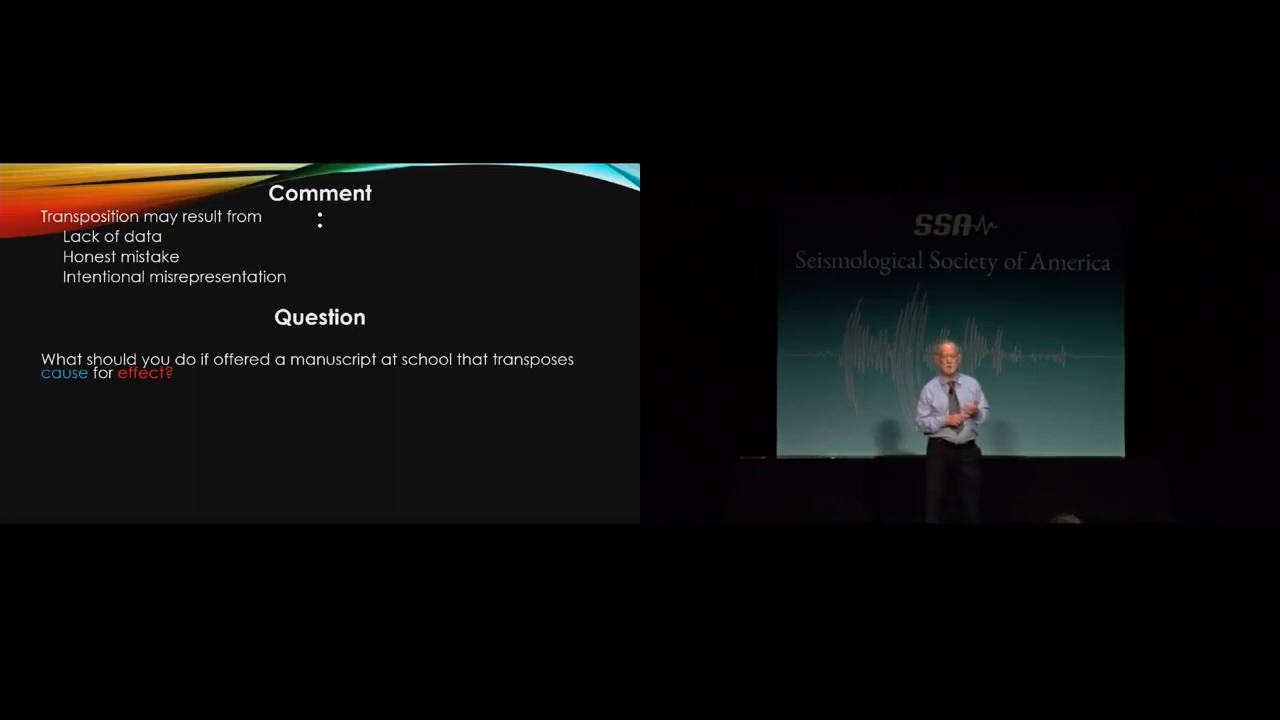 Comment
:
Transposition may result from
Lack of data
Honest mistake
Intentional misrepresentation
Question
What should you do if offered a manuscript at school that transposes
cause for effect?
SSA
Seismological Society of America